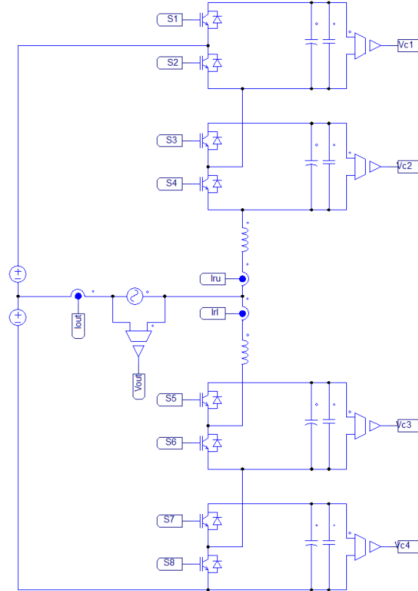 S1
Vc1
S2
S3
Vc2
S4
Iru
Irl
Iout
Vout
S5
Vc3
S6
S7
Vc4
S8